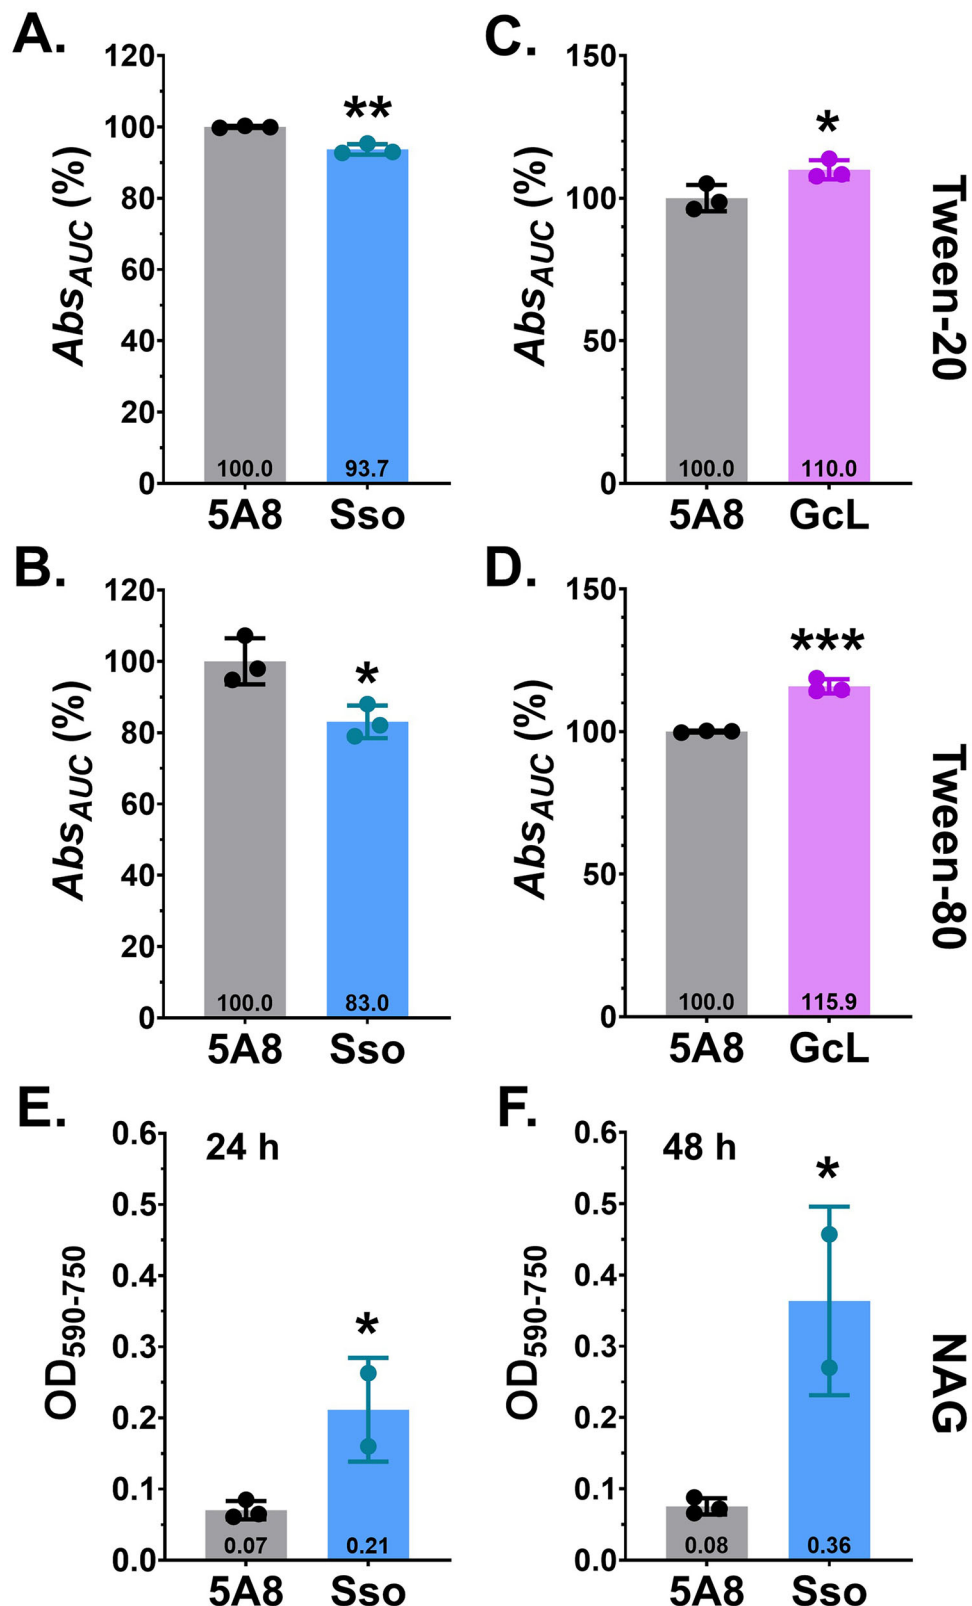 A.
120
100
80
60
40
20
0
Abs_AUC (%)
**
100.0
93.7
5A8
Sso
C.
150
100
50
0
Abs_AUC (%)
*
100.0
110.0
5A8
GcL
Tween-20
B.
120
100
80
60
40
20
0
Abs_AUC (%)
*
100.0
83.0
5A8
Sso
D.
150
100
50
0
Abs_AUC (%)
***
100.0
115.9
5A8
GcL
Tween-80
E.
24 h
0.6
0.5
0.4
0.3
0.2
0.1
0.0
OD590-750
*
0.07
0.21
5A8
Sso
F.
48 h
0.6
0.5
0.4
0.3
0.2
0.1
0.0
OD590-750
*
0.08
0.36
5A8
Sso
NAG